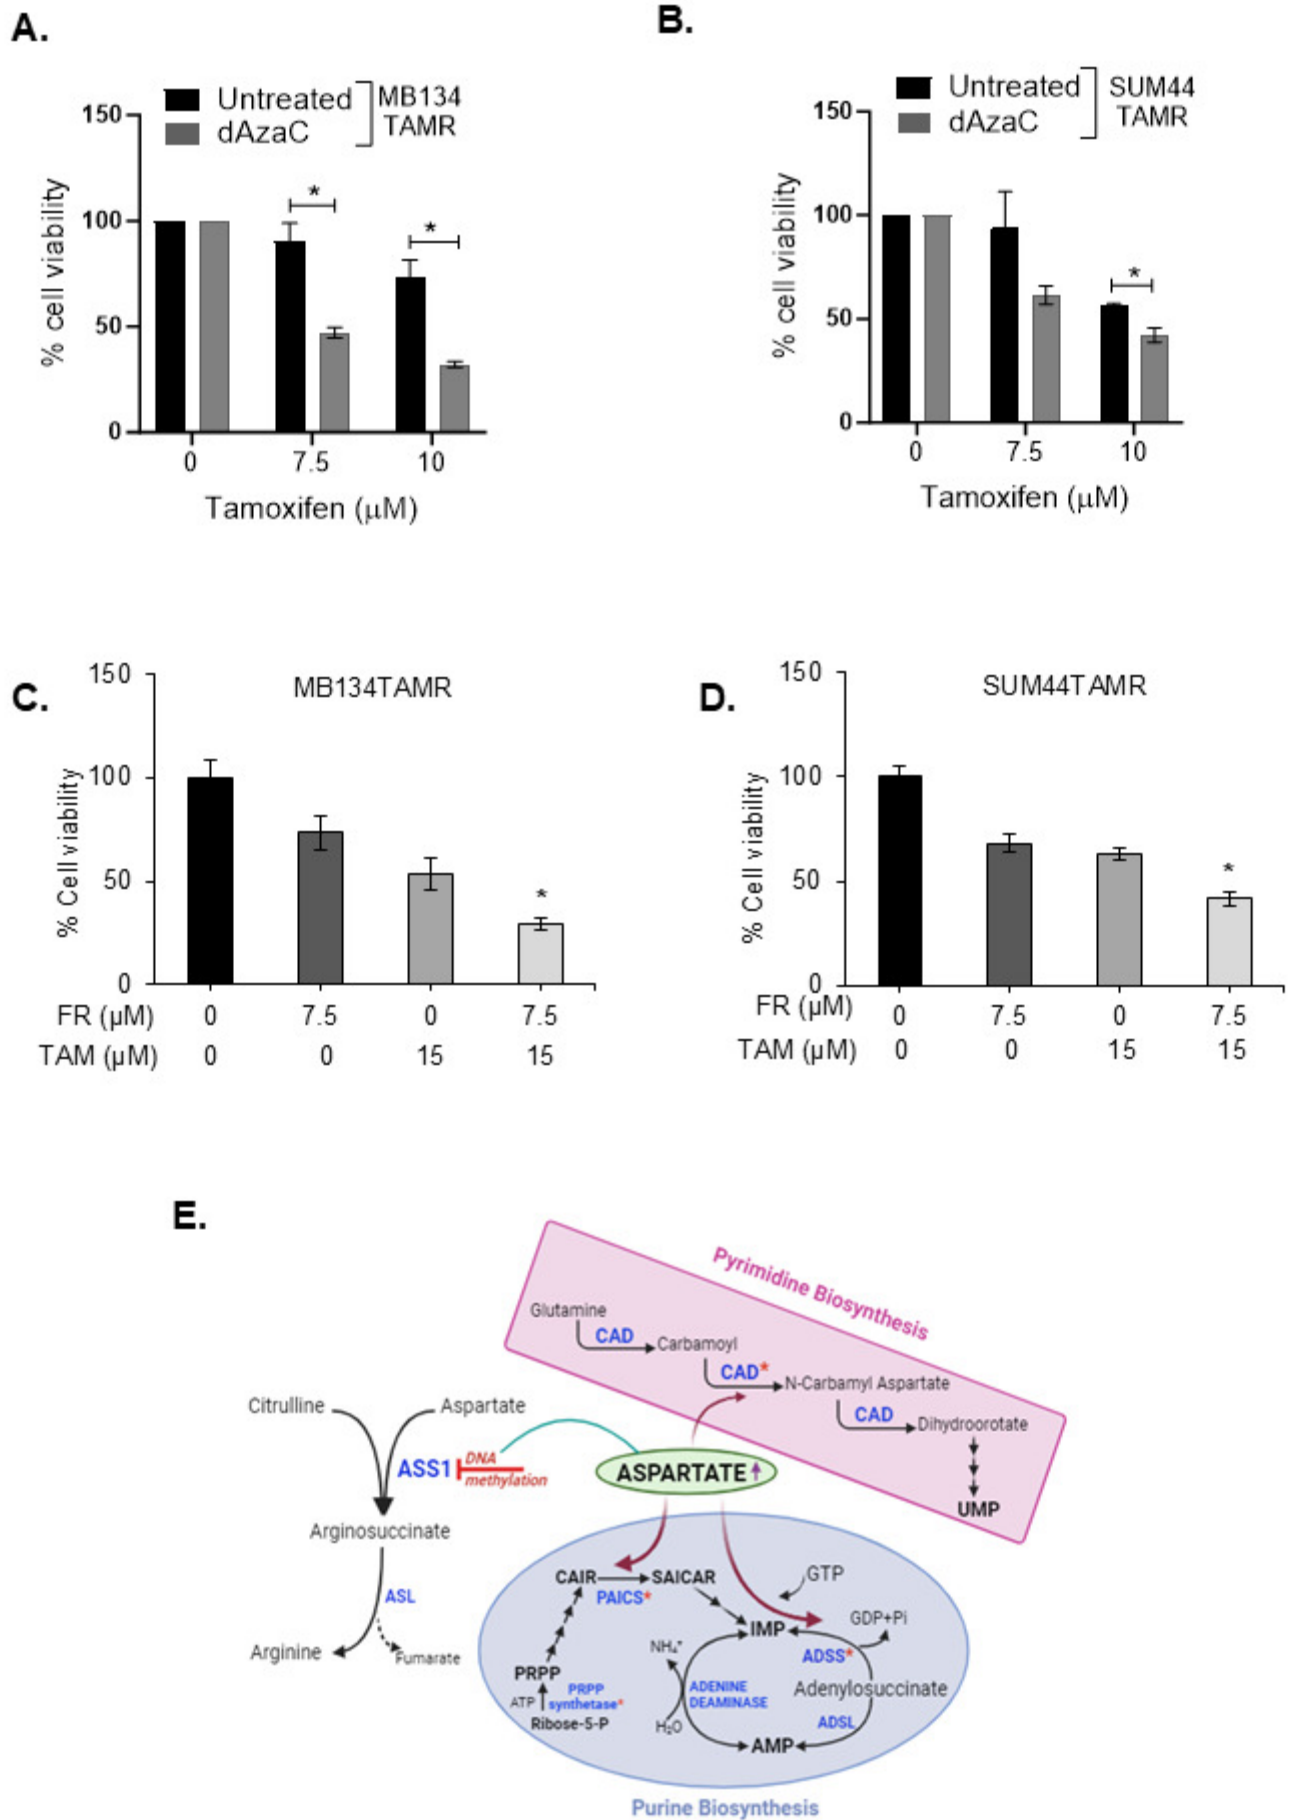 A.
Untreated
dAzaC
MB134
TAMR
150
100
50
0
% cell viability
*
*
0
7.5
10
Tamoxifen (µM)
B.
Untreated
dAzaC
SUM44
TAMR
150
100
50
0
% cell viability
*
0
7.5
10
Tamoxifen (µM)
C.
MB134TAMR
150
100
50
0
% Cell viability
*
FR (µM) 0 7.5 0 7.5
TAM (µM) 0 0 15 15
D.
SUM44TAMR
150
100
50
0
% Cell viability
*
FR (µM) 0 7.5 0 7.5
TAM (µM) 0 0 15 15
E.
Pyrimidine Biosynthesis
Glutamine
CAD
Carbamoyl
CAD*
N-Carbamyl Aspartate
CAD
Dihydroorotate
UMP
Citrulline
Aspartate
ASS1
DNA
methylation
ASPARTATE
Arginosuccinate
ASL
Arginine
Fumarate
CAIR
SAICAR
PAICS*
GTP
IMP
GDP+Pi
NH₄⁺
ADSS*
PRPP
ATP
PRPP
synthetase*
Ribose-5-P
ADENINE
DEAMINASE
H₂O
Adenylosuccinate
ADSL
AMP
Purine Biosynthesis